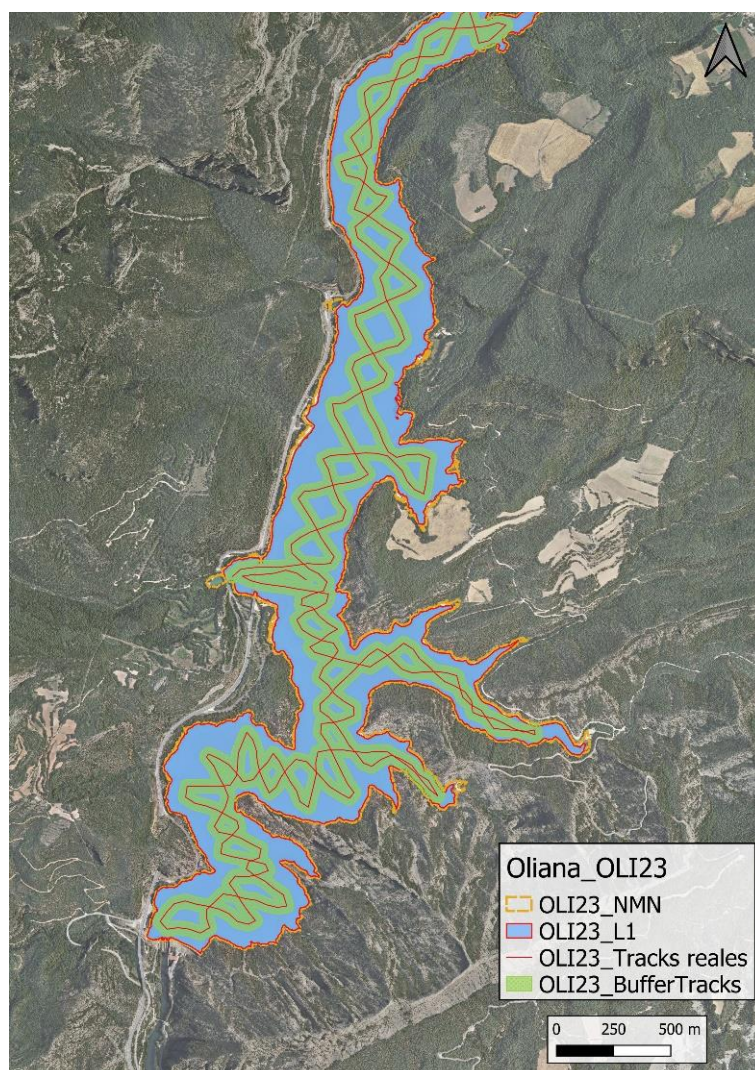 Oliana_OLI23
OLI23_NMN
OLI23_L1
OLI23_Tracks reales
OLI23_BufferTracks
0 250 500 m